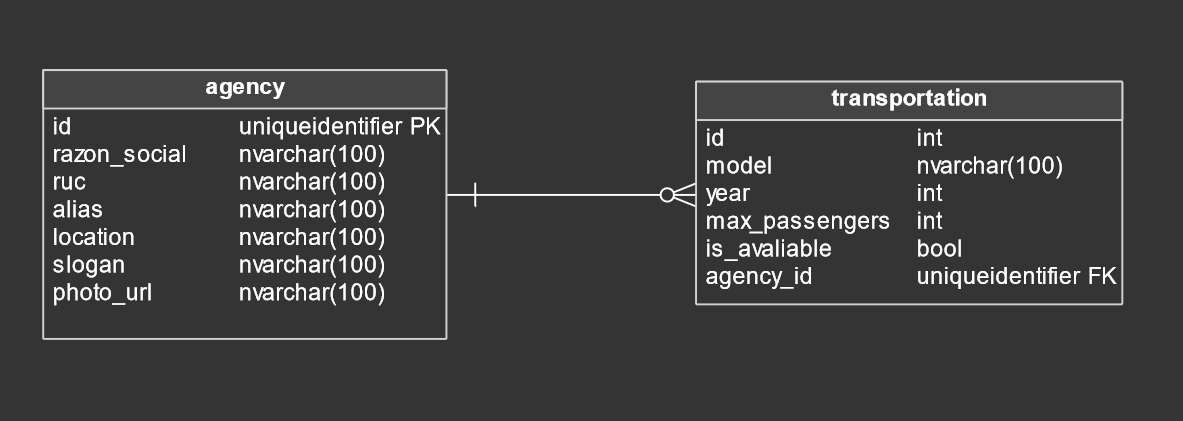 agency
id uniqueidentifier PK
razon_social nvarchar(100)
ruc nvarchar(100)
alias nvarchar(100)
location nvarchar(100)
slogan nvarchar(100)
photo_url nvarchar(100)
transportation
id int
model nvarchar(100)
year int
max_passengers int
is_avaliable bool
agency_id uniqueidentifier FK